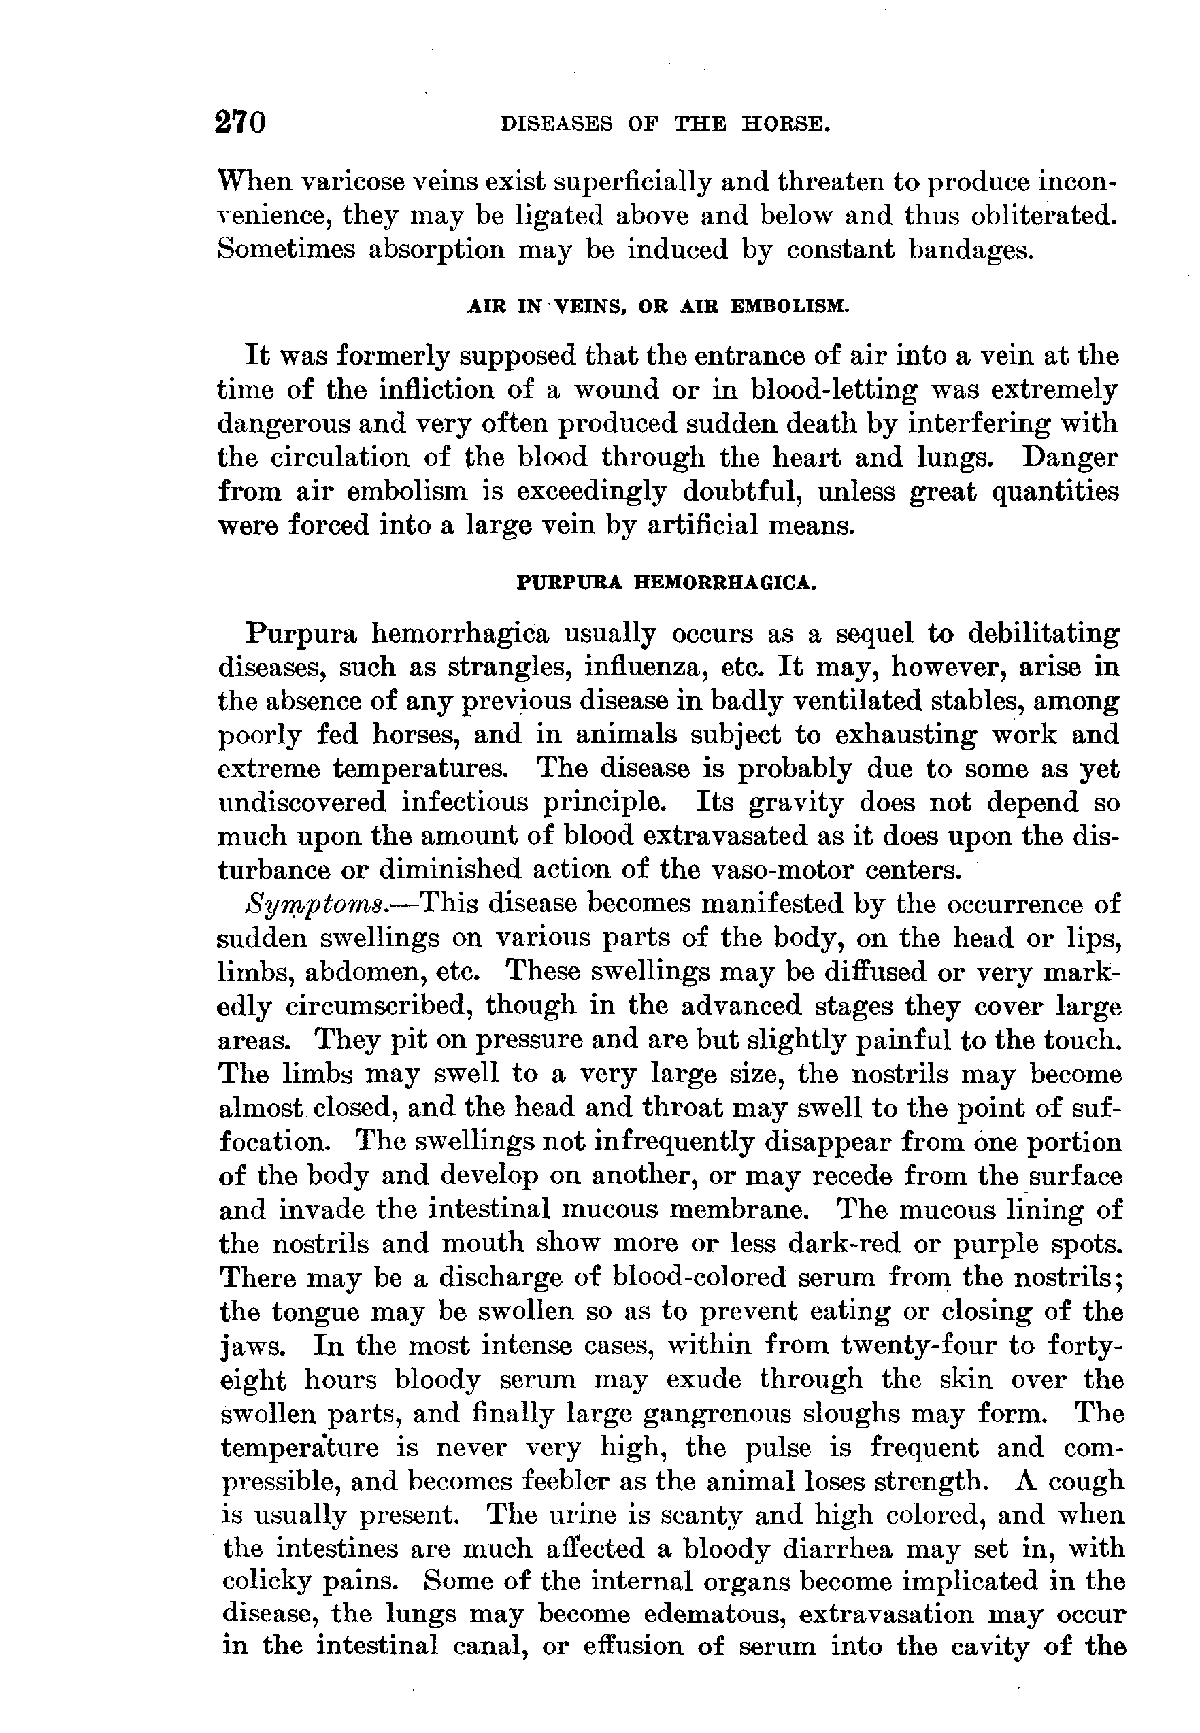 270 DISEASES OF THE HORSE.
When varicose veins exist superficially and threaten to produce incon-
venience, they may be ligated above and below and thus obliterated.
Sometimes absorption may be induced by constant bandages.
AIR IN VEINS, OR AIR EMBOLISM.
It was formerly supposed that the entrance of air into a vein at the
time of the infliction of a wound or in blood-letting was extremely
dangerous and very often produced sudden death by interfering with
the circulation of the blood through the heart and lungs. Danger
from air embolism is exceedingly doubtful, unless great quantities
were forced into a large vein by artificial means.
PURPURA HEMORRHAGICA.
Purpura hemorrhagica usually occurs as a sequel to debilitating
diseases, such as strangles, influenza, etc. It may, however, arise in
the absence of any previous disease in badly ventilated stables, among
poorly fed horses, and in animals subject to exhausting work and
extreme temperatures. The disease is probably due to some as yet
undiscovered infectious principle. Its gravity does not depend so
much upon the amount of blood extravasated as it does upon the dis-
turbance or diminished action of the vaso-motor centers.
Symptoms.—This disease becomes manifested by the occurrence of
sudden swellings on various parts of the body, on the head or lips,
limbs, abdomen, etc. These swellings may be diffused or very mark-
edly circumscribed, though in the advanced stages they cover large
areas. They pit on pressure and are but slightly painful to the touch.
The limbs may swell to a very large size, the nostrils may become
almost closed, and the head and throat may swell to the point of suf-
focation. The swellings not infrequently disappear from one portion
of the body and develop on another, or may recede from the surface
and invade the intestinal mucous membrane. The mucous lining of
the nostrils and mouth show more or less dark-red or purple spots.
There may be a discharge of blood-colored serum from the nostrils;
the tongue may be swollen so as to prevent eating or closing of the
jaws. In the most intense cases, within from twenty-four to forty-
eight hours bloody serum may exude through the skin over the
swollen parts, and finally large gangrenous sloughs may form. The
temperature is never very high, the pulse is frequent and com-
pressible, and becomes feebler as the animal loses strength. A cough
is usually present. The urine is scanty and high colored, and when
the intestines are much affected a bloody diarrhea may set in, with
colicky pains. Some of the internal organs become implicated in the
disease, the lungs may become edematous, extravasation may occur
in the intestinal canal, or effusion of serum into the cavity of the